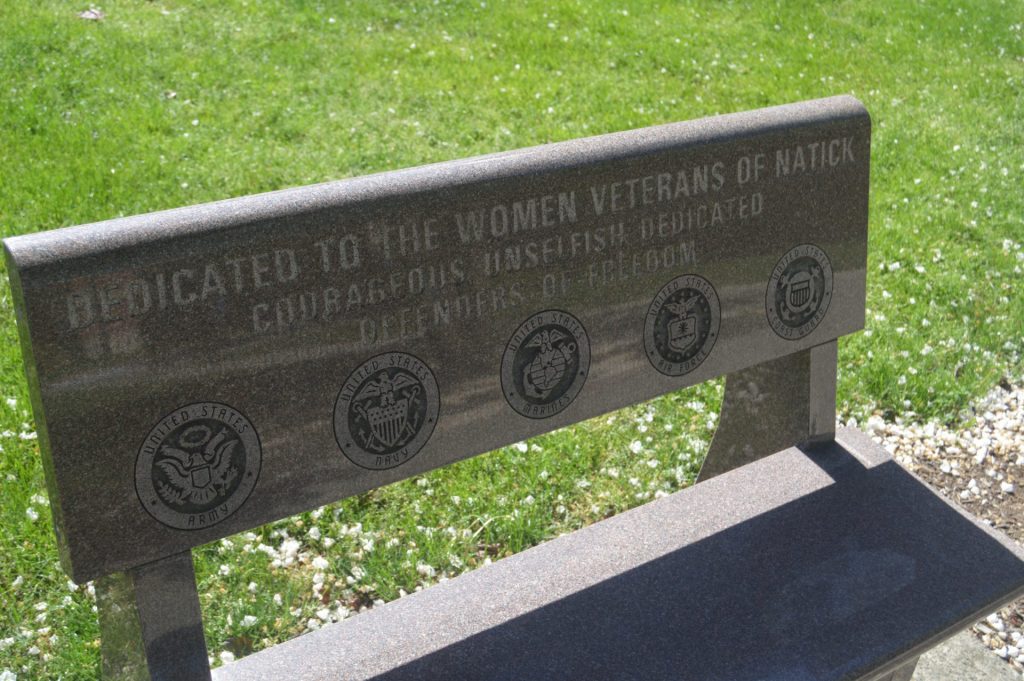 DEDICATED TO THE WOMEN VETERANS OF NATICK
COURAGEOUS UNSELFISH DEDICATED
DEFENDERS OF FREEDOM
UNITED STATES
ARMY
UNITED STATES
NAVY
UNITED STATES
MARINES
UNITED STATES
AIR FORCE
UNITED STATES
COAST GUARD